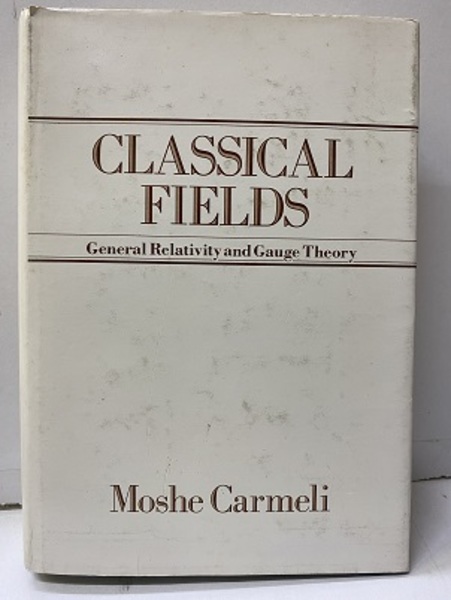 CLASSICAL
FIELDS
General Relativity and Gauge Theory
Moshe Carmeli